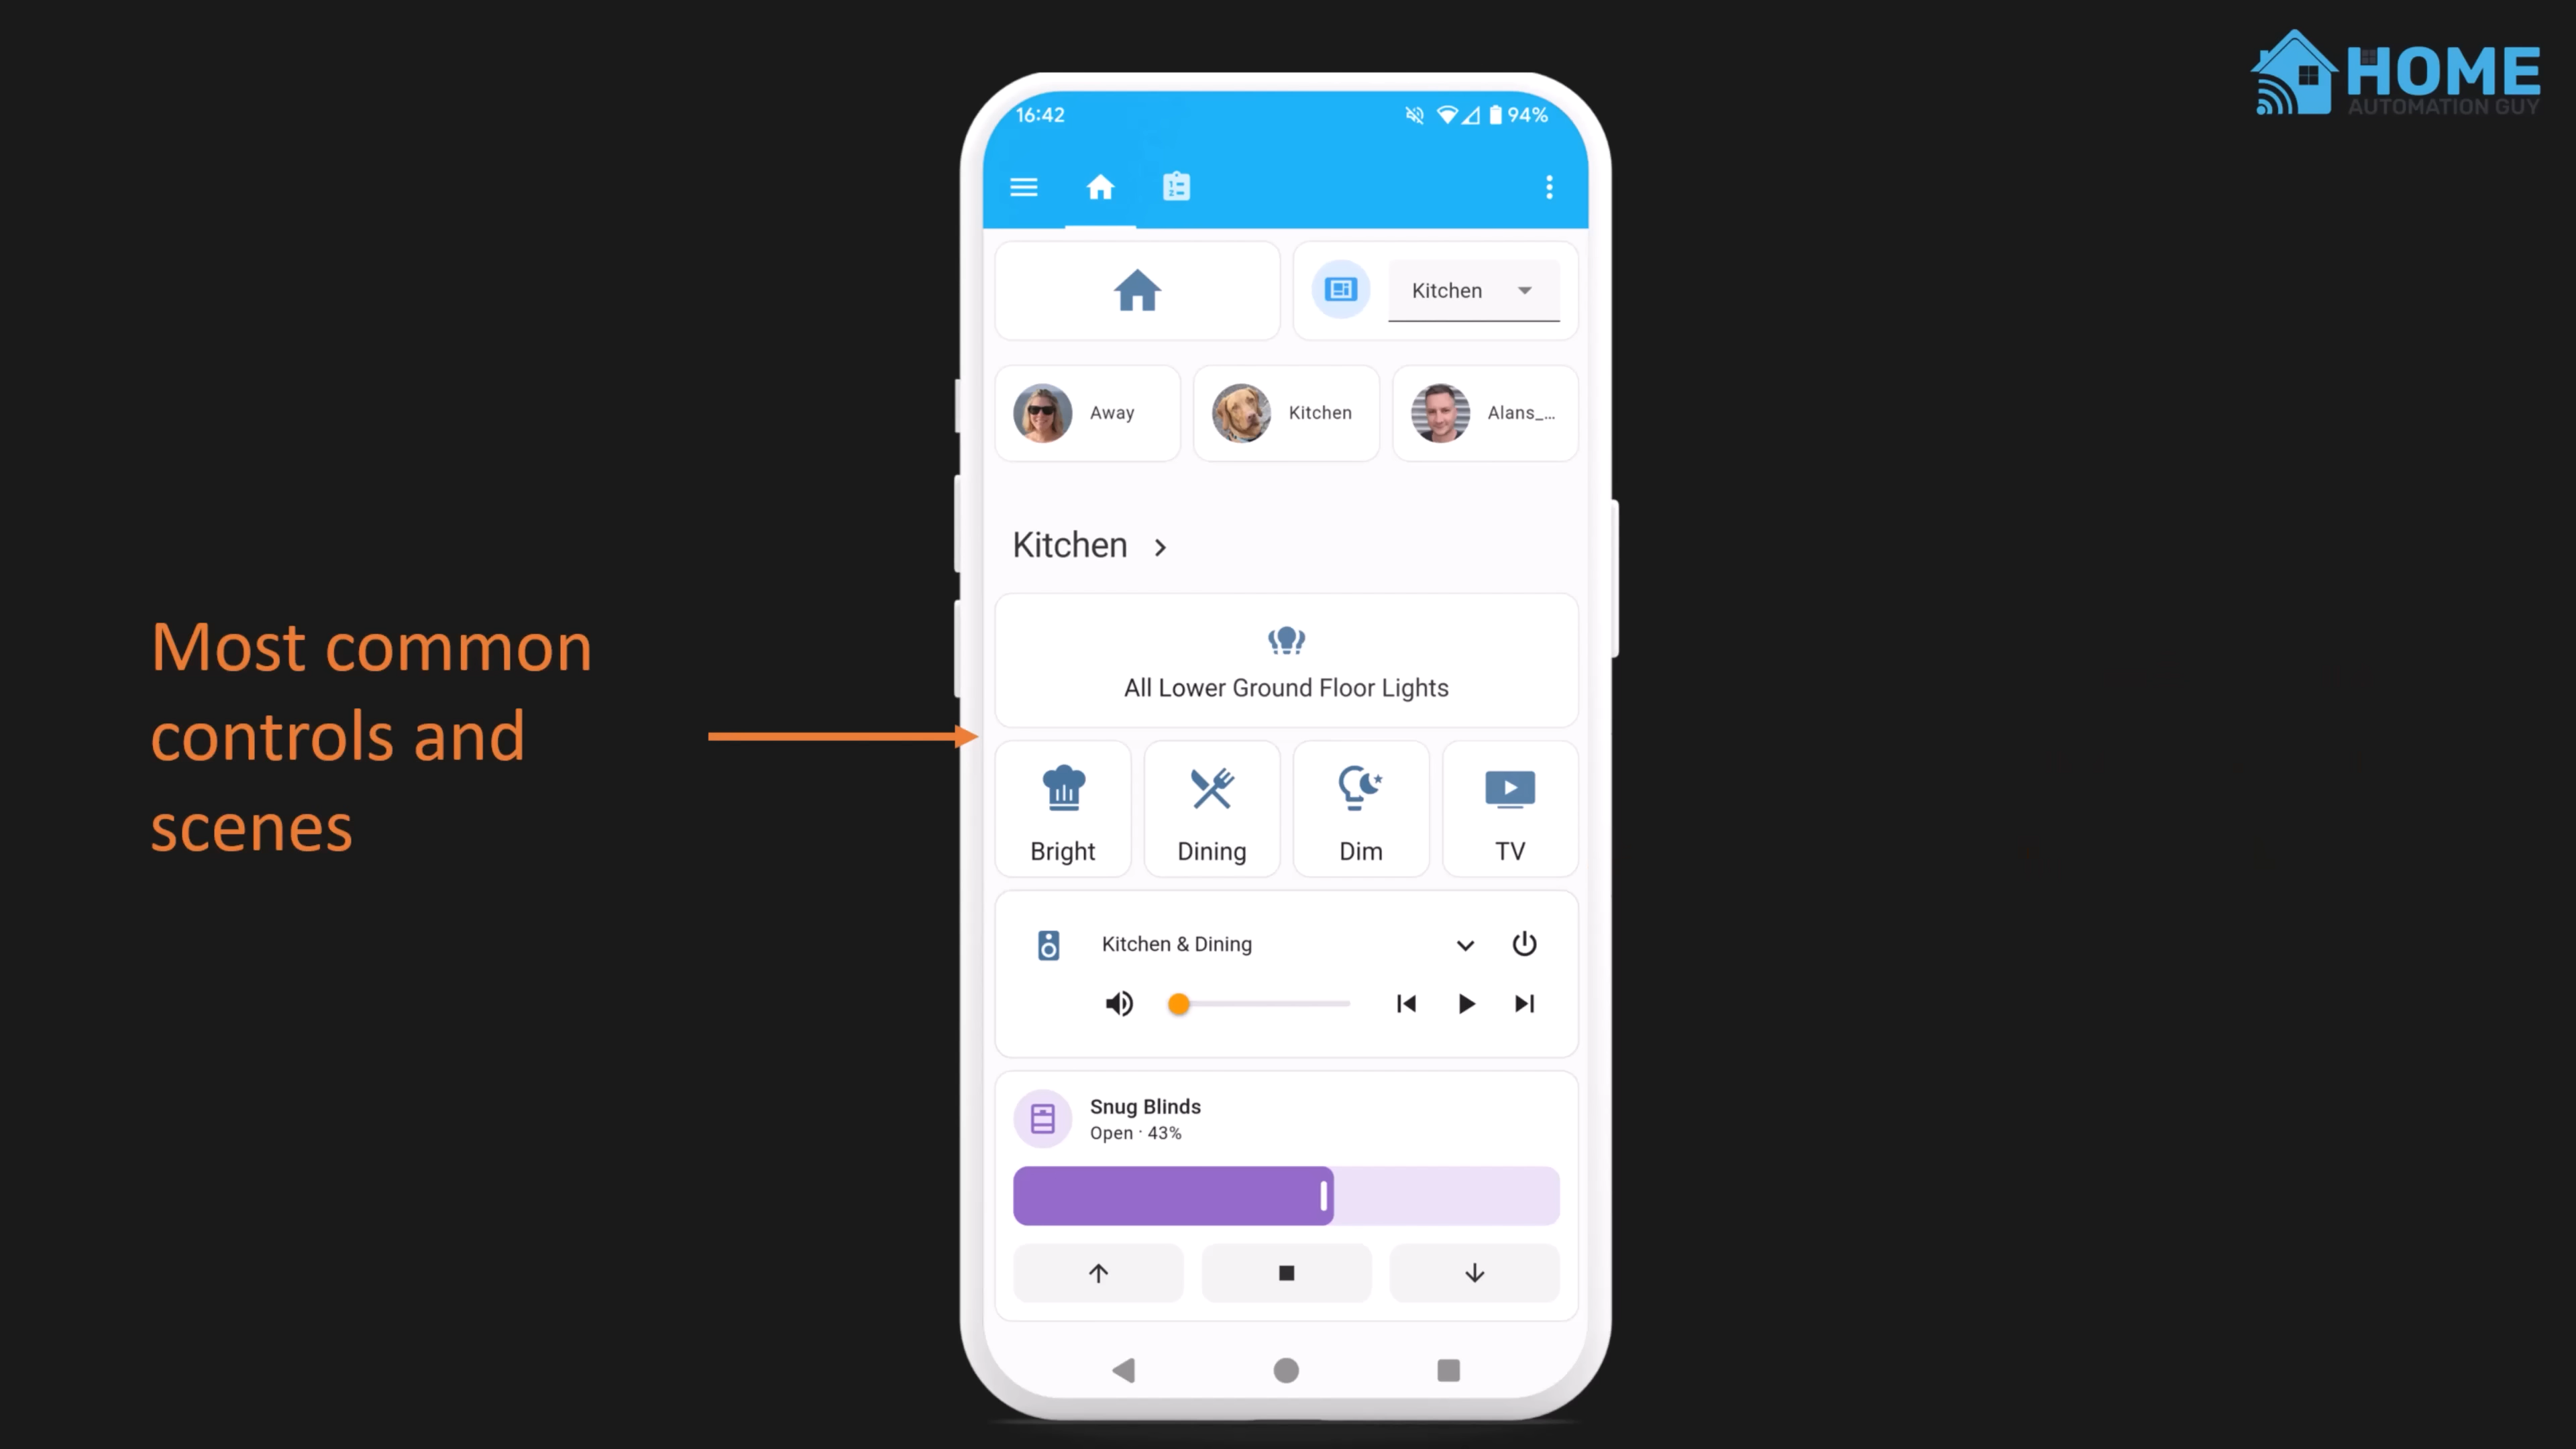 HOME
AUTOMATION GUY
16:42
94%
Kitchen
Away
Kitchen
Alans_...
Kitchen
All Lower Ground Floor Lights
Most common
controls and
scenes
Bright
Dining
Dim
TV
Kitchen & Dining
Snug Blinds
Open · 43%